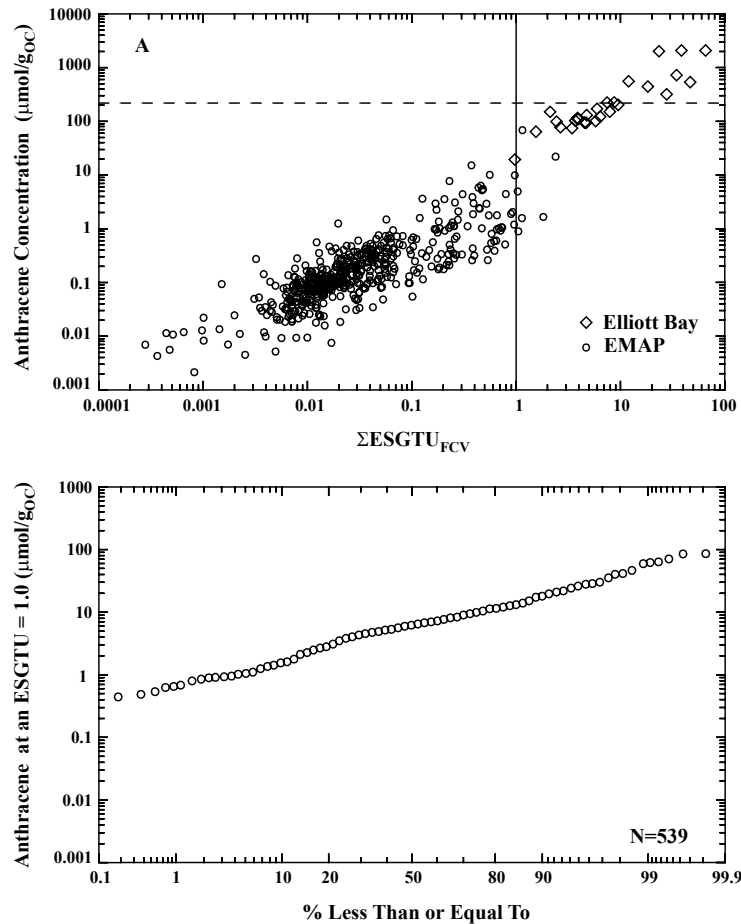 A
Anthracene Concentration (μmol/gOC)
10000
1000
100
10
1
0.1
0.01
0.001
Elliott Bay
EMAP
0.0001 0.001 0.01 0.1 1 10 100
ΣESGTUFCV
Anthracene at an ESGTU = 1.0 (μmol/gOC)
1000
100
10
1
0.1
0.01
0.001
N=539
0.1 1 10 20 50 80 90 99 99.9
% Less Than or Equal To